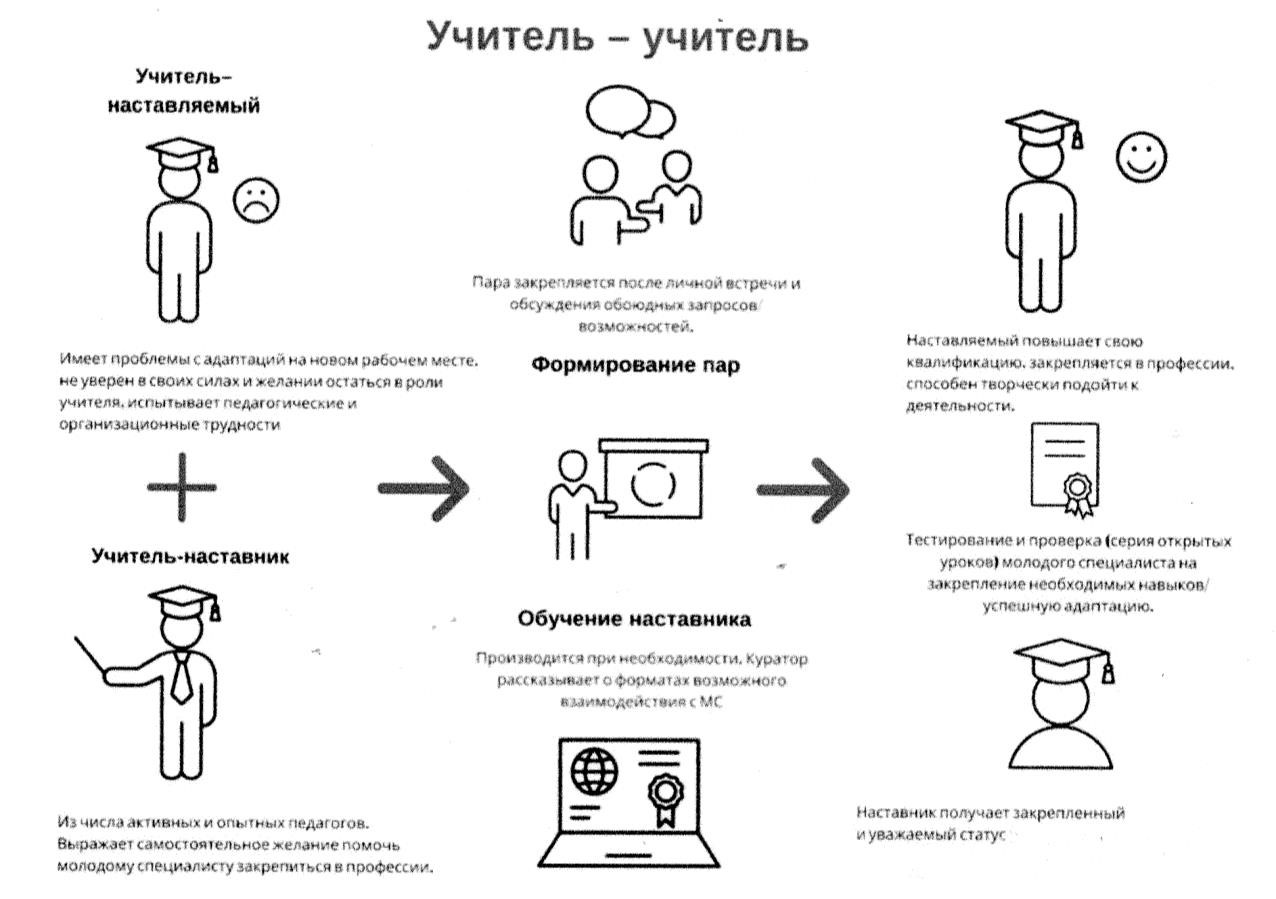 Учитель – учитель
Учитель–
наставляемый
Имеет проблемы с адаптаций на новом рабочем месте,
не уверен в своих силах и желании остаться в роли
учителя, испытывает педагогические и
организационные трудности
Учитель-наставник
Из числа активных и опытных педагогов.
Выражает самостоятельное желание помочь
молодому специалисту закрепиться в профессии.
Пара закрепляется после личной встречи и
обсуждения обоюдных запросов/
возможностей.
Формирование пар
Обучение наставника
Производится при необходимости. Куратор
рассказывает о форматах возможного
взаимодействия с МС
Наставляемый повышает свою
квалификацию, закрепляется в профессии,
способен творчески подойти к
деятельности.
Тестирование и проверка (серия открытых
уроков) молодого специалиста на
закрепление необходимых навыков/
успешную адаптацию.
Наставник получает закрепленный
и уважаемый статус